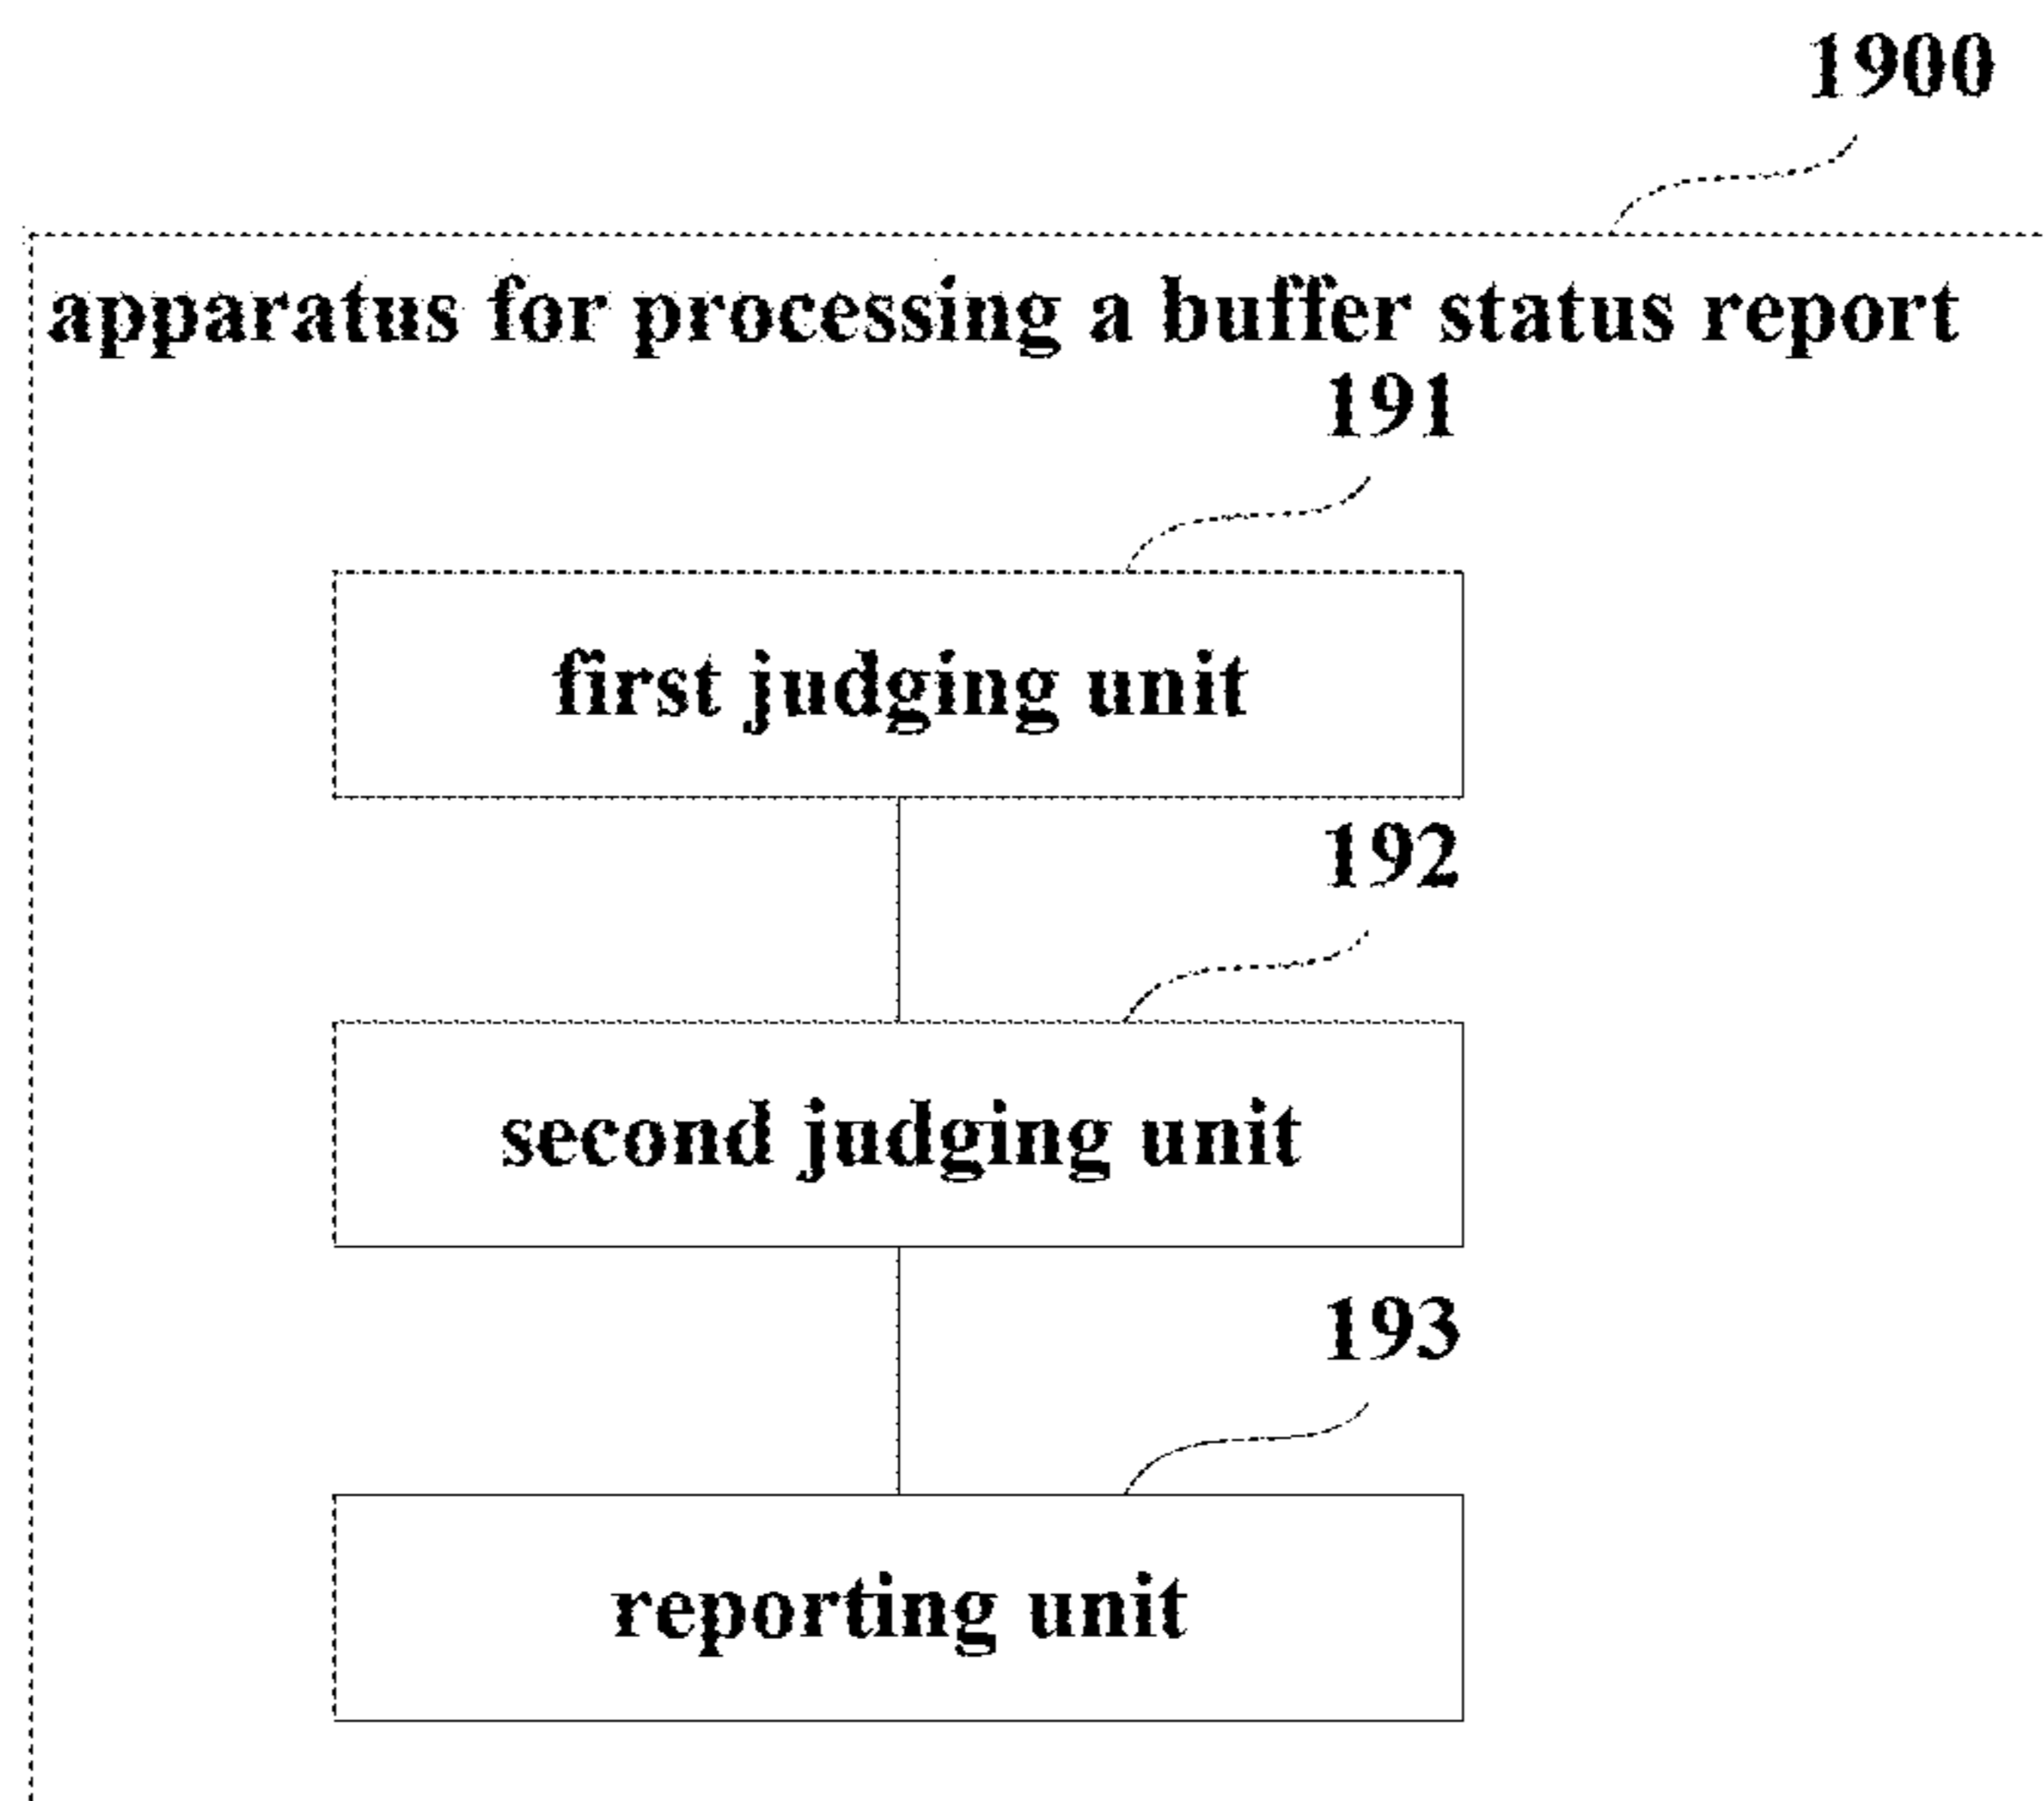 1900
apparatus for processing a buffer status report
191
first judging unit
192
second judging unit
193
reporting unit